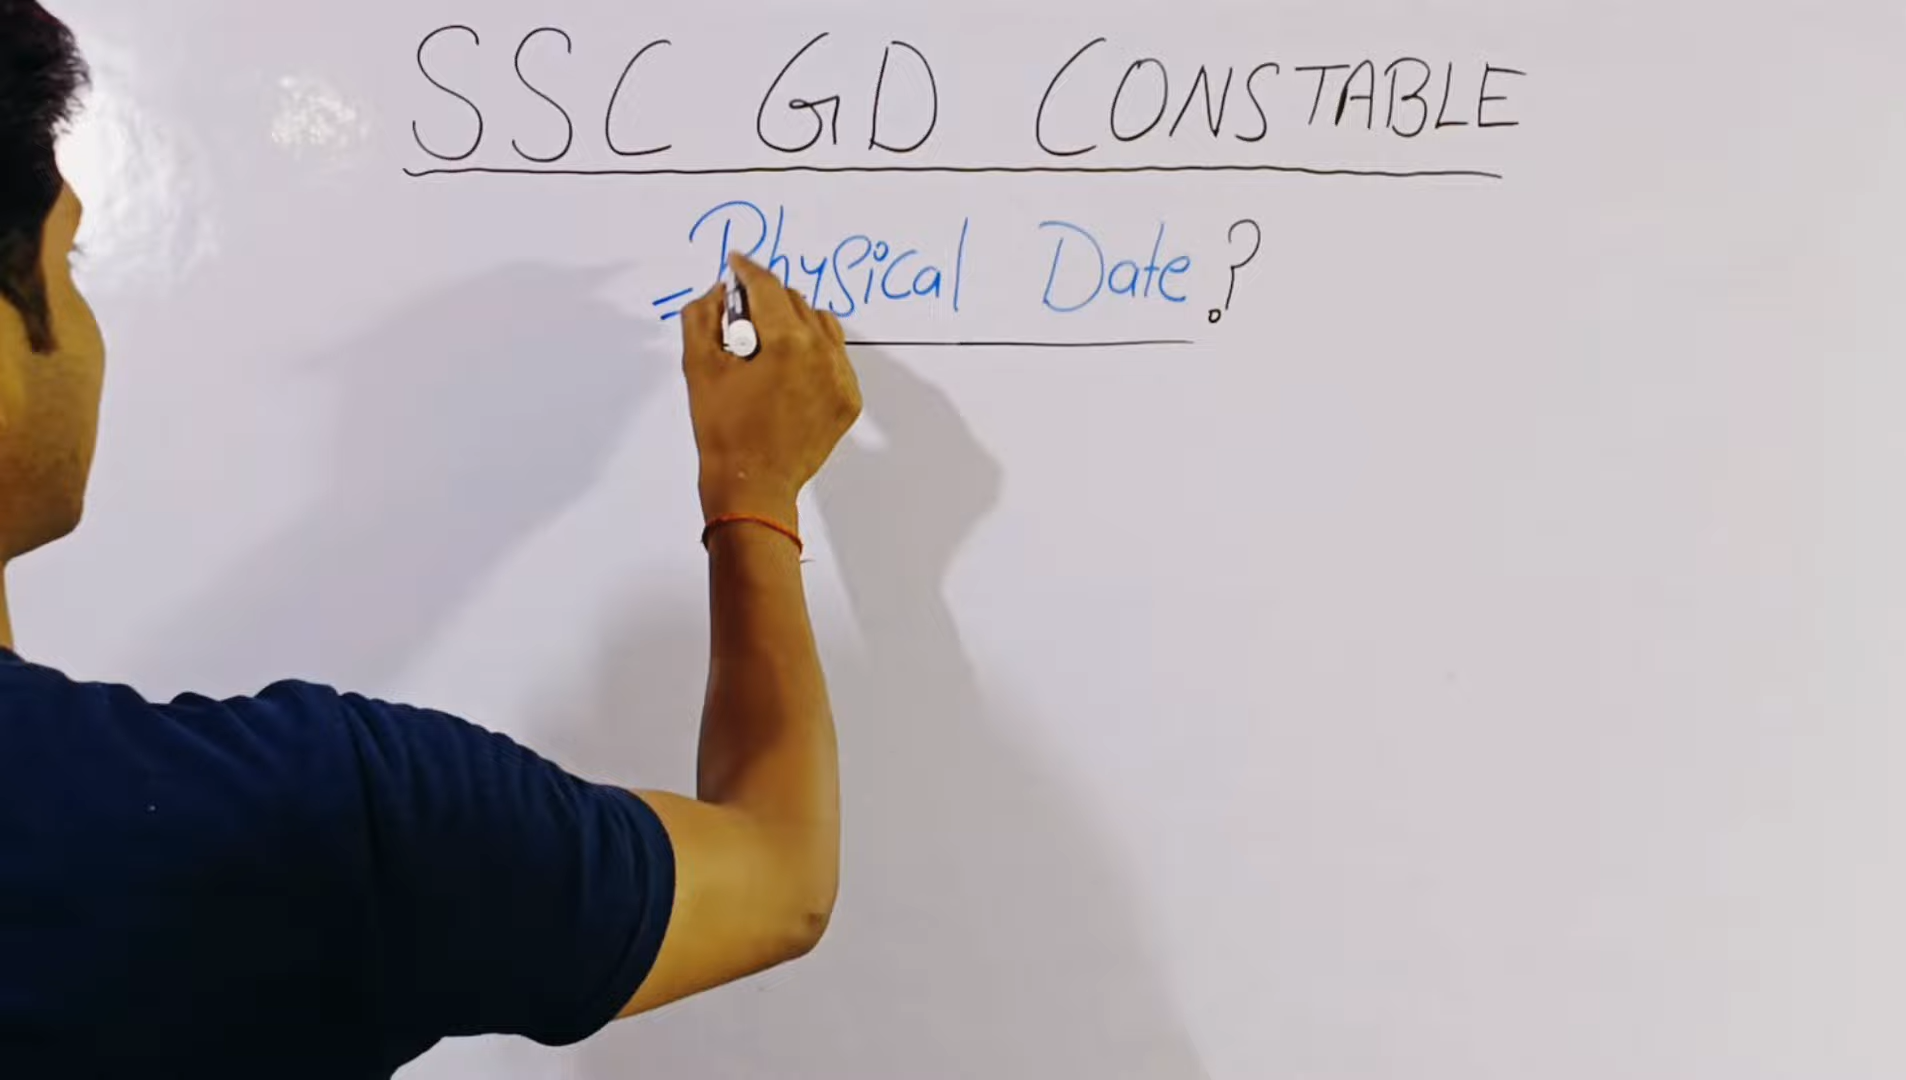 SSC GD CONSTABLE
= Physical Date?